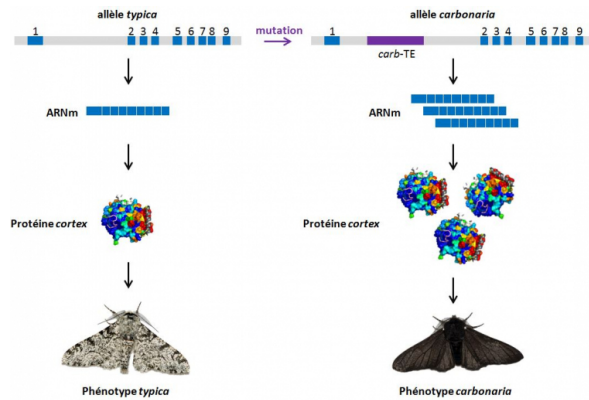 allèle typica
allèle carbonaria
1 2 3 4 5 6 7 8 9
mutation
1 2 3 4 5 6 7 8 9
carb-TE
ARNm
ARNm
Protéine cortex
Protéine cortex
Phénotype typica
Phénotype carbonaria